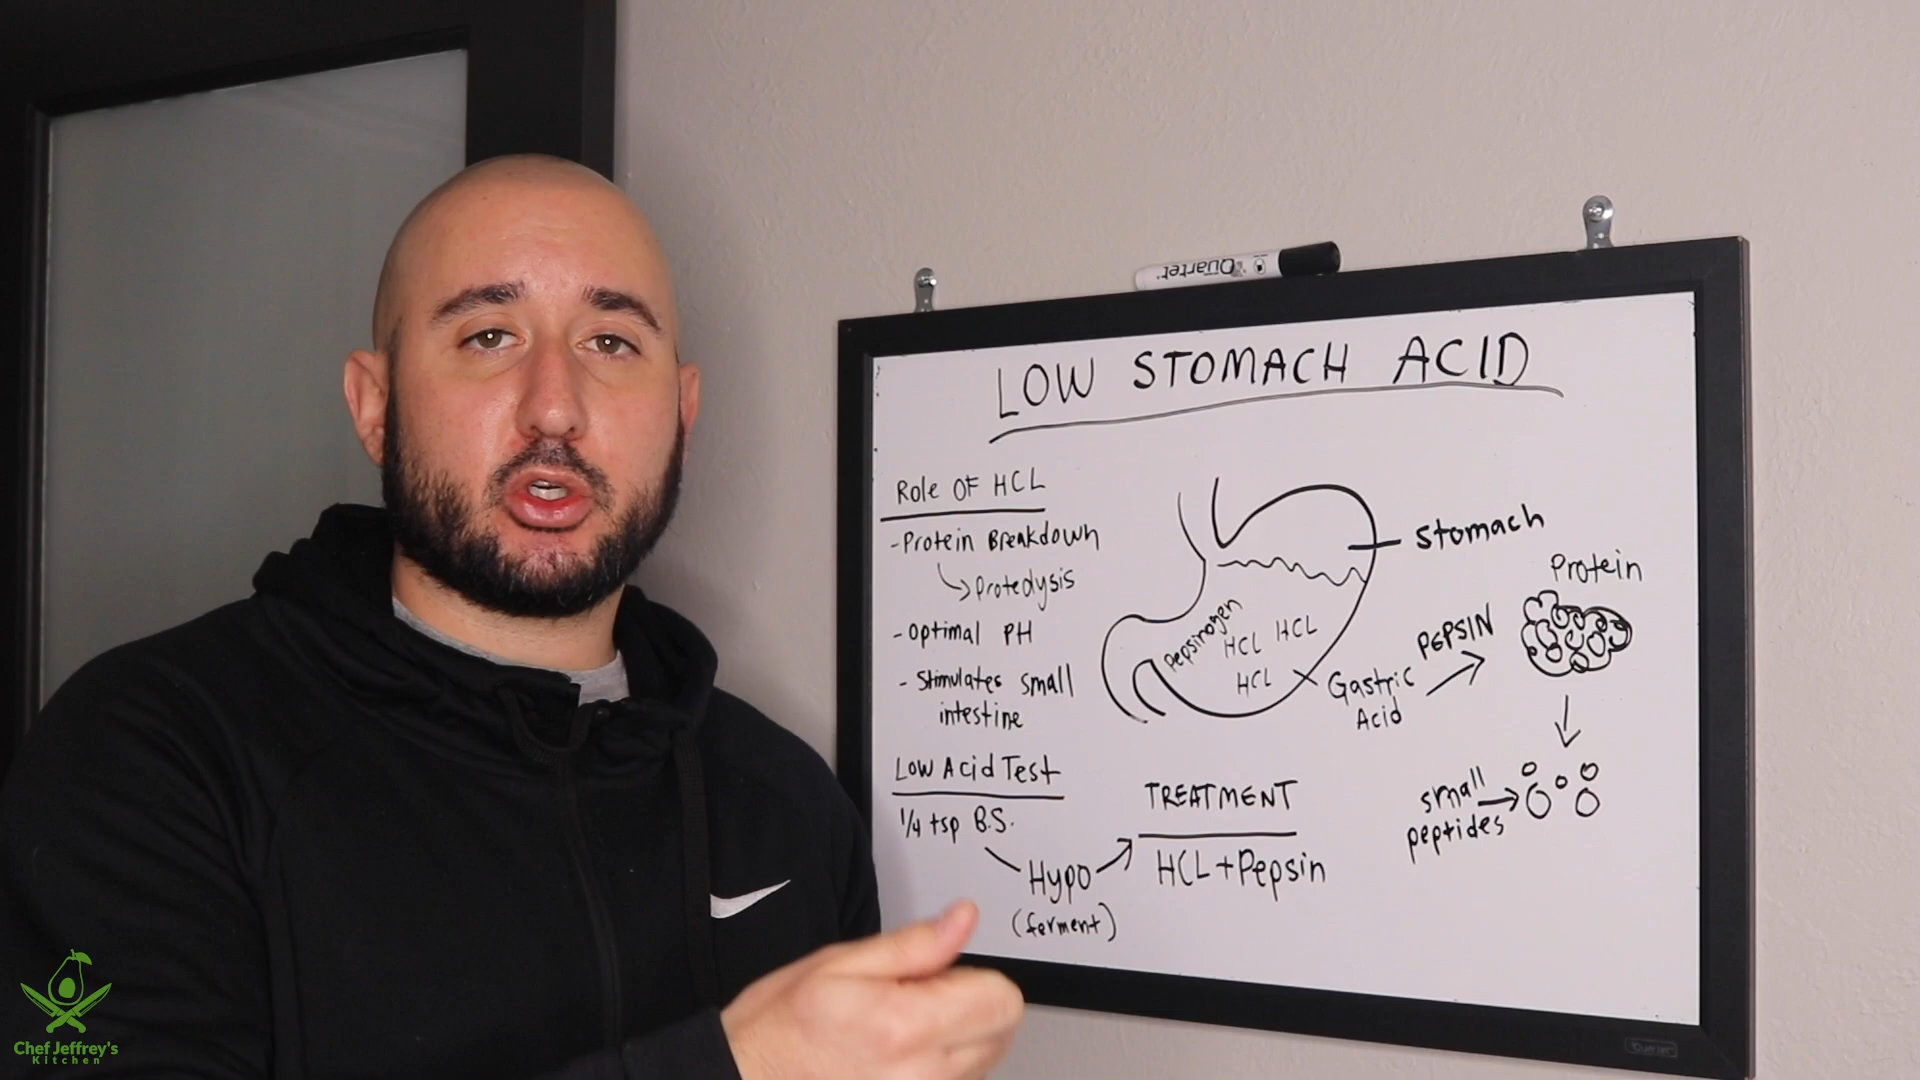 Quartet
LOW STOMACH ACID
Role OF HCL
- Protein Breakdown
Proteolysis
- Optimal PH
- Stimulates small
intestine
Low Acid Test
1/4 tsp B.S.
Hypo
(ferment)
TREATMENT
HCL + Pepsin
Stomach
Pepsinogen
HCL HCL
HCL
Gastric
Acid
PEPSIN
Protein
small
peptides
Quartet
Chef Jeffrey's
Kitchen